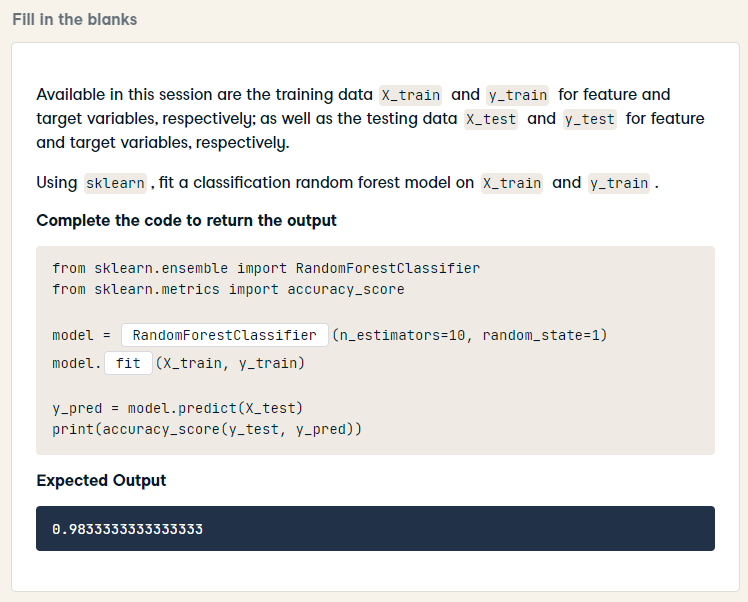 Fill in the blanks
Available in this session are the training data X_train and y_train for feature and
target variables, respectively; as well as the testing data X_test and y_test for feature
and target variables, respectively.
Using sklearn, fit a classification random forest model on X_train and y_train.
Complete the code to return the output
from sklearn.ensemble import RandomForestClassifier
from sklearn.metrics import accuracy_score
model = RandomForestClassifier(n_estimators=10, random_state=1)
model.fit(X_train, y_train)
y_pred = model.predict(X_test)
print(accuracy_score(y_test, y_pred))
Expected Output
0.9833333333333333